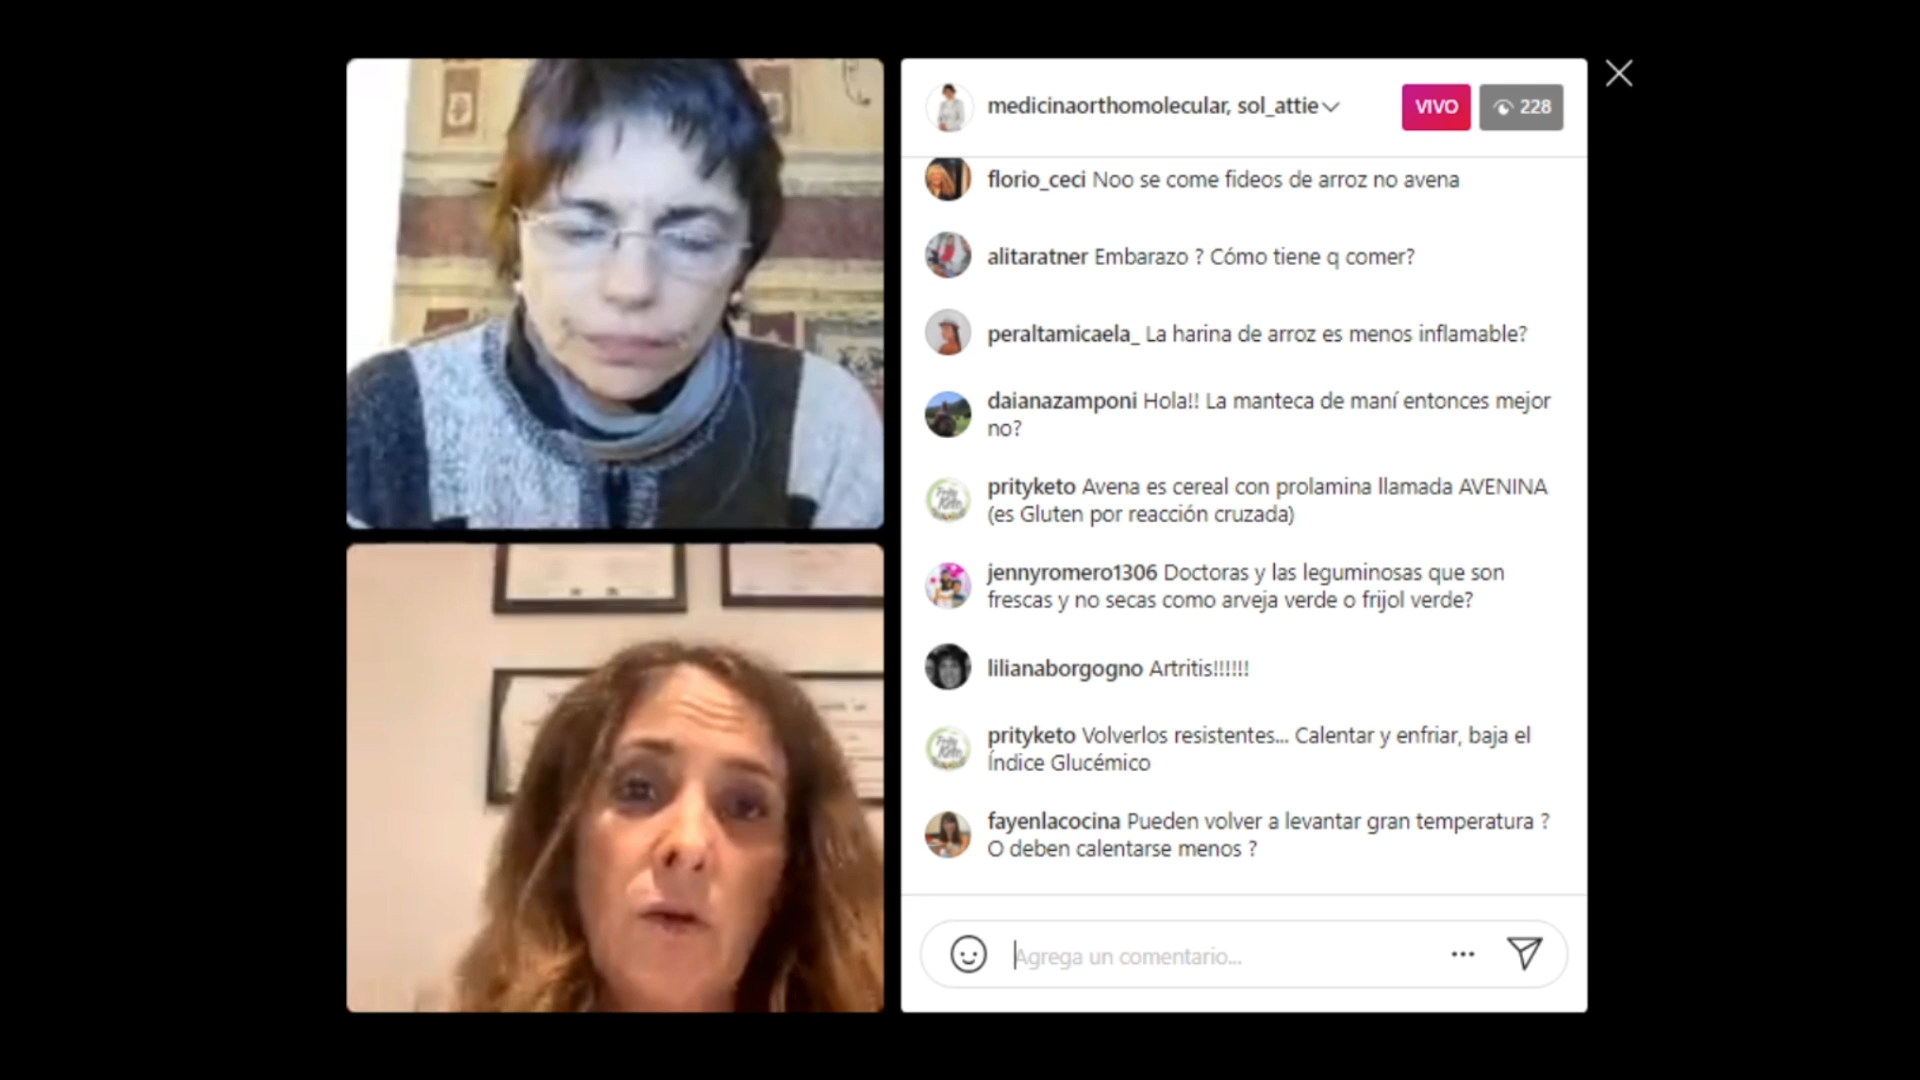 medicinaorthomolecular, sol_attie
VIVO
228
florio_ceci Noo se come fideos de arroz no avena
alitaratner Embarazo ? Cómo tiene q comer?
peraltamicaela_ La harina de arroz es menos inflamable?
daianazamponi Hola!! La manteca de maní entonces mejor
no?
prityketo Avena es cereal con prolamina llamada AVENINA
(es Gluten por reacción cruzada)
jennyromero1306 Doctoras y las leguminosas que son
frescas y no secas como arveja verde o frijol verde?
lilianaborgogno Artritis!!!!!!
prityketo Volverlos resistentes... Calentar y enfriar, baja el
Índice Glucémico
fayenlacocina Pueden volver a levantar gran temperatura ?
O deben calentarse menos ?
Agrega un comentario...